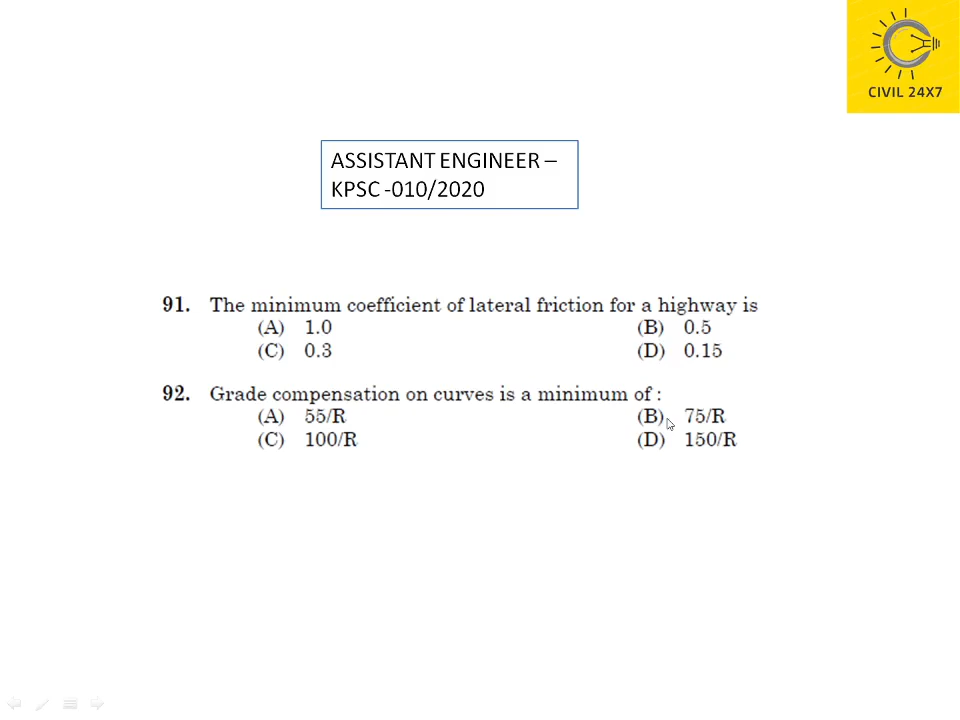 CIVIL 24X7
ASSISTANT ENGINEER –
KPSC -010/2020
91. The minimum coefficient of lateral friction for a highway is
(A) 1.0 (B) 0.5
(C) 0.3 (D) 0.15
92. Grade compensation on curves is a minimum of :
(A) 55/R (B) 75/R
(C) 100/R (D) 150/R